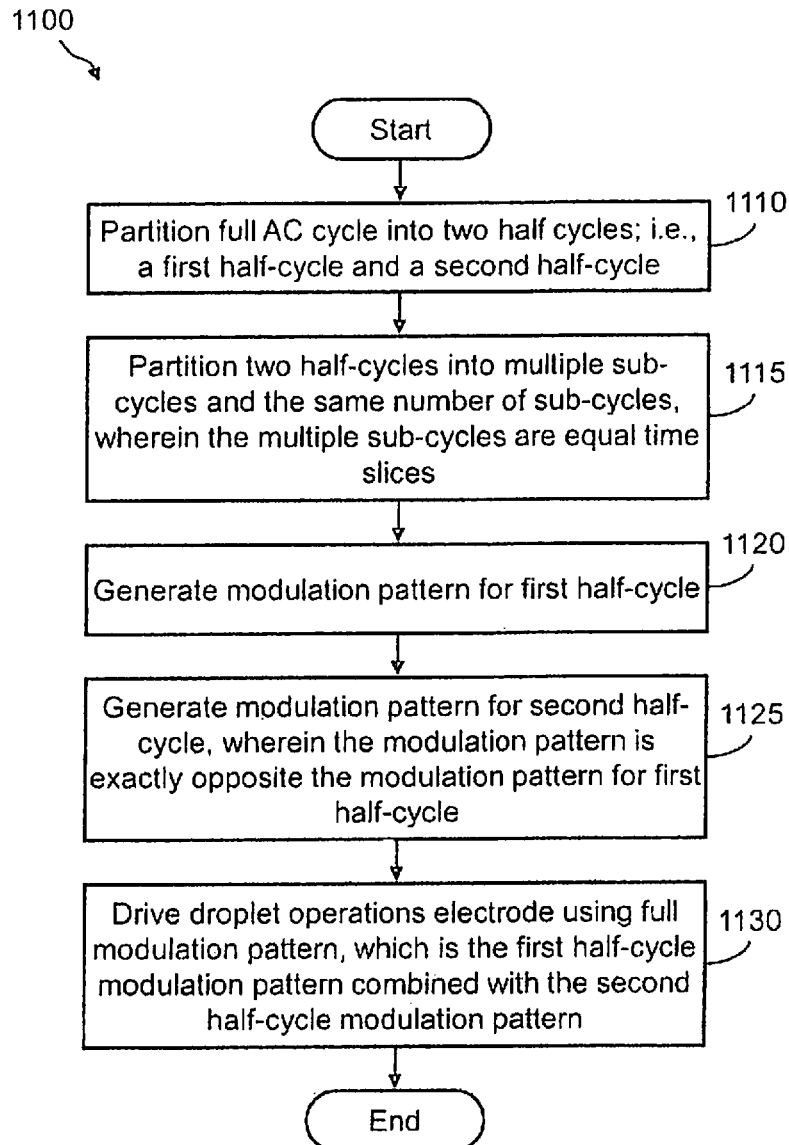 1100
Start
1110
Partition full AC cycle into two half cycles; i.e.,
a first half-cycle and a second half-cycle
1115
Partition two half-cycles into multiple sub-
cycles and the same number of sub-cycles,
wherein the multiple sub-cycles are equal time
slices
1120
Generate modulation pattern for first half-cycle
1125
Generate modulation pattern for second half-
cycle, wherein the modulation pattern is
exactly opposite the modulation pattern for first
half-cycle
1130
Drive droplet operations electrode using full
modulation pattern, which is the first half-cycle
modulation pattern combined with the second
half-cycle modulation pattern
End